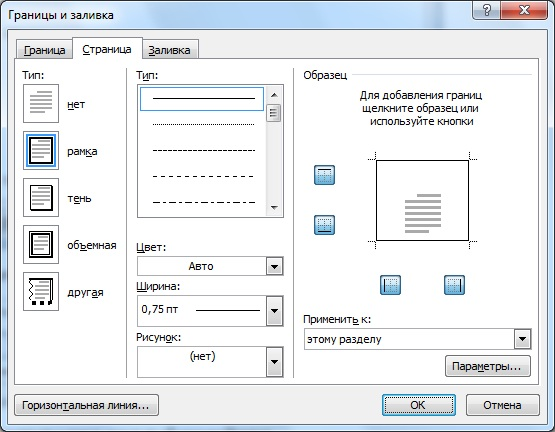 Границы и заливка
Граница
Страница
Заливка
Тип:
нет
рамка
тень
объемная
другая
Тип:
Цвет:
Авто
Ширина:
0,75 пт
Рисунок:
(нет)
Образец
Для добавления границ
щелкните образец или
используйте кнопки
Применить к:
этому разделу
Параметры...
Горизонтальная линия...
ОК
Отмена